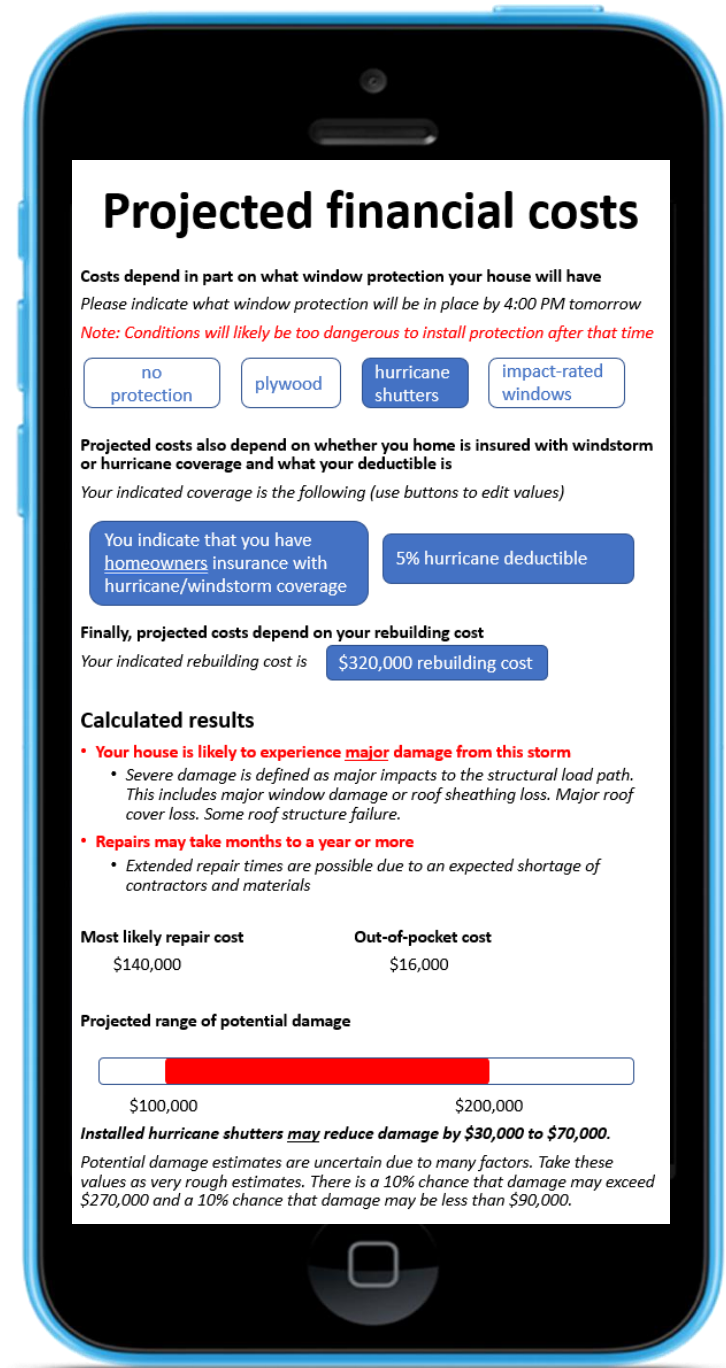 Projected financial costs
Costs depend in part on what window protection your house will have
Please indicate what window protection will be in place by 4:00 PM tomorrow
Note: Conditions will likely be too dangerous to install protection after that time
no
protection
plywood
hurricane
shutters
impact-rated
windows
Projected costs also depend on whether you home is insured with windstorm
or hurricane coverage and what your deductible is
Your indicated coverage is the following (use buttons to edit values)
You indicate that you have
homeowners insurance with
hurricane/windstorm coverage
5% hurricane deductible
Finally, projected costs depend on your rebuilding cost
Your indicated rebuilding cost is
$320,000 rebuilding cost
Calculated results
• Your house is likely to experience major damage from this storm
• Severe damage is defined as major impacts to the structural load path.
This includes major window damage or roof sheathing loss. Major roof
cover loss. Some roof structure failure.
• Repairs may take months to a year or more
• Extended repair times are possible due to an expected shortage of
contractors and materials
Most likely repair cost
Out-of-pocket cost
$140,000
$16,000
Projected range of potential damage
$100,000
$200,000
Installed hurricane shutters may reduce damage by $30,000 to $70,000.
Potential damage estimates are uncertain due to many factors. Take these
values as very rough estimates. There is a 10% chance that damage may exceed
$270,000 and a 10% chance that damage may be less than $90,000.